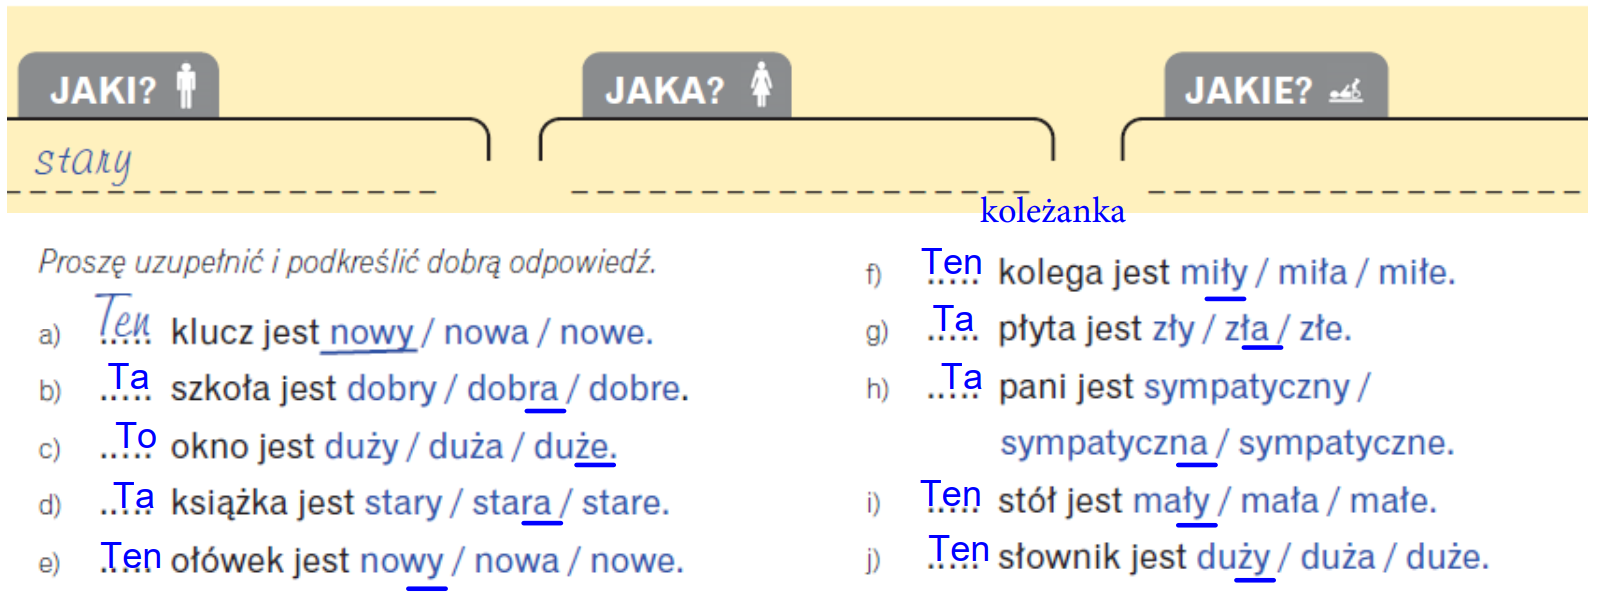 JAKI? JAKA? JAKIE?
stary
koleżanka
Proszę uzupełnić i podkreślić dobrą odpowiedź.
a) Ten klucz jest nowy / nowa / nowe.
b) Ta szkoła jest dobry / dobra / dobre.
c) To okno jest duży / duża / duże.
d) Ta książka jest stary / stara / stare.
e) Ten ołówek jest nowy / nowa / nowe.
f) Ten kolega jest miły / miła / miłe.
g) Ta płyta jest zły / zła / złe.
h) Ta pani jest sympatyczny /
sympatyczna / sympatyczne.
i) Ten stół jest mały / mała / małe.
j) Ten słownik jest duży / duża / duże.